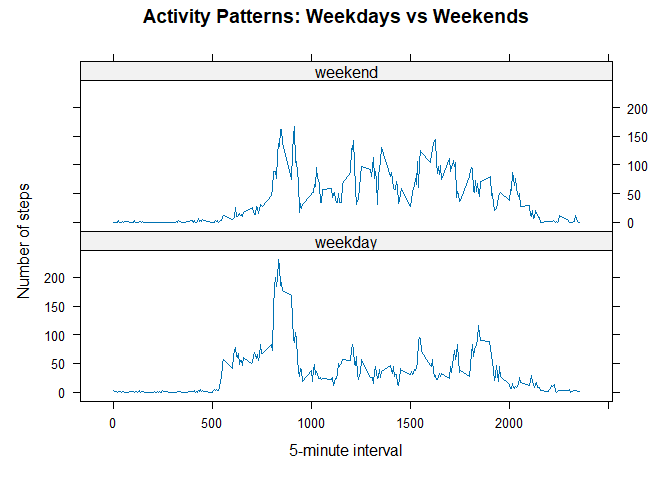 Activity Patterns: Weekdays vs Weekends
weekend
200
150
100
50
0
Number of steps
weekday
200
150
100
50
0
0 500 1000 1500 2000
5-minute interval